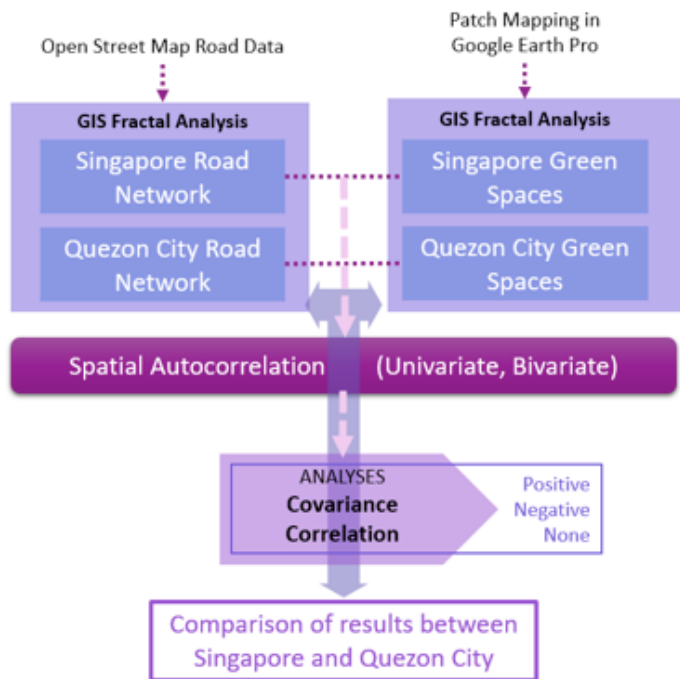 Open Street Map Road Data
Patch Mapping in
Google Earth Pro
GIS Fractal Analysis
Singapore Road
Network
Quezon City Road
Network
GIS Fractal Analysis
Singapore Green
Spaces
Quezon City Green
Spaces
Spatial Autocorrelation (Univariate, Bivariate)
ANALYSES
Covariance
Correlation
Positive
Negative
None
Comparison of results between
Singapore and Quezon City